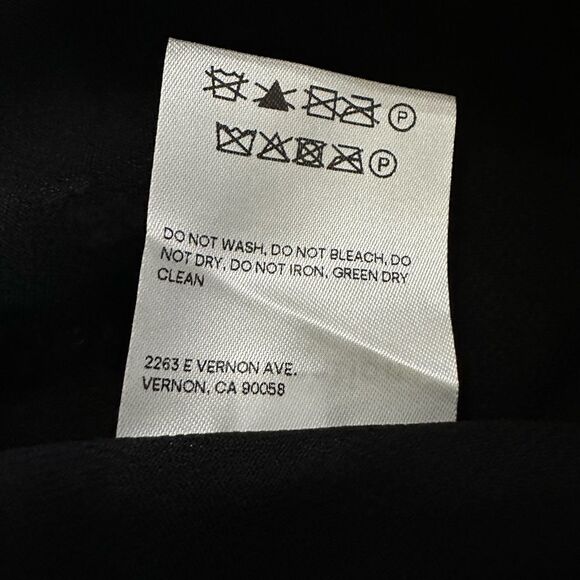 P
P
DO NOT WASH, DO NOT BLEACH, DO
NOT DRY, DO NOT IRON, GREEN DRY
CLEAN
2263 E VERNON AVE.
VERNON, CA 90058